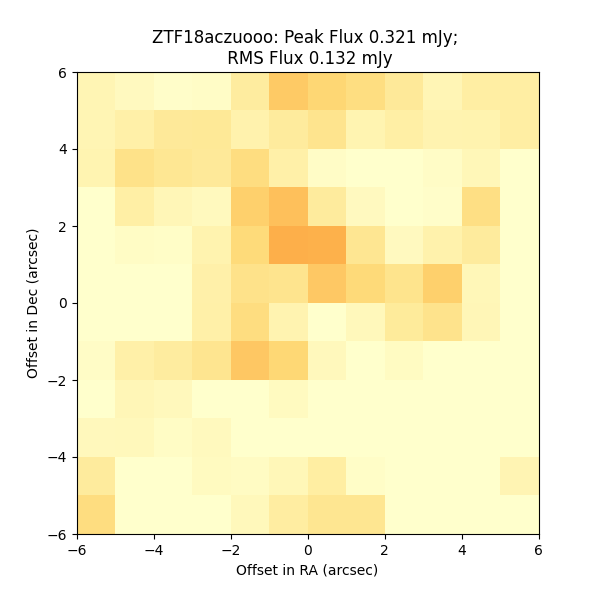 ZTF18aczuooo: Peak Flux 0.321 mJy;
RMS Flux 0.132 mJy
6
4
2
0
−2
−4
−6
Offset in Dec (arcsec)
−6 −4 −2 0 2 4 6
Offset in RA (arcsec)